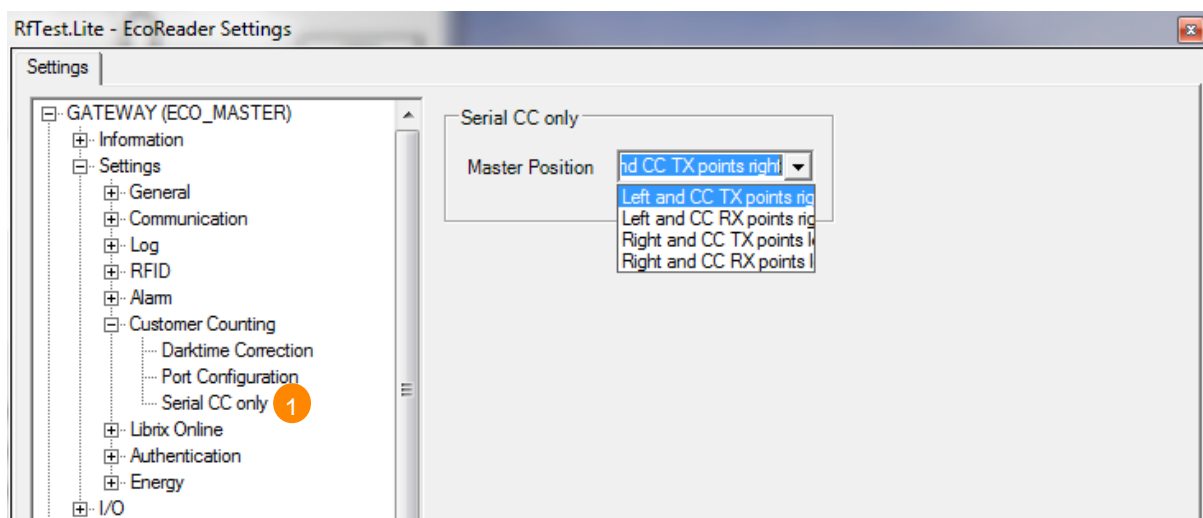 RfTest.Lite - EcoReader Settings
Settings
GATEWAY (ECO_MASTER)
Information
Settings
General
Communication
Log
RFID
Alarm
Customer Counting
Darktime Correction
Port Configuration
Serial CC only
1
Librix Online
Authentication
Energy
I/O
Serial CC only
Master Position
nd CC TX points right
Left and CC TX points rig
Left and CC RX points rig
Right and CC TX points l
Right and CC RX points l